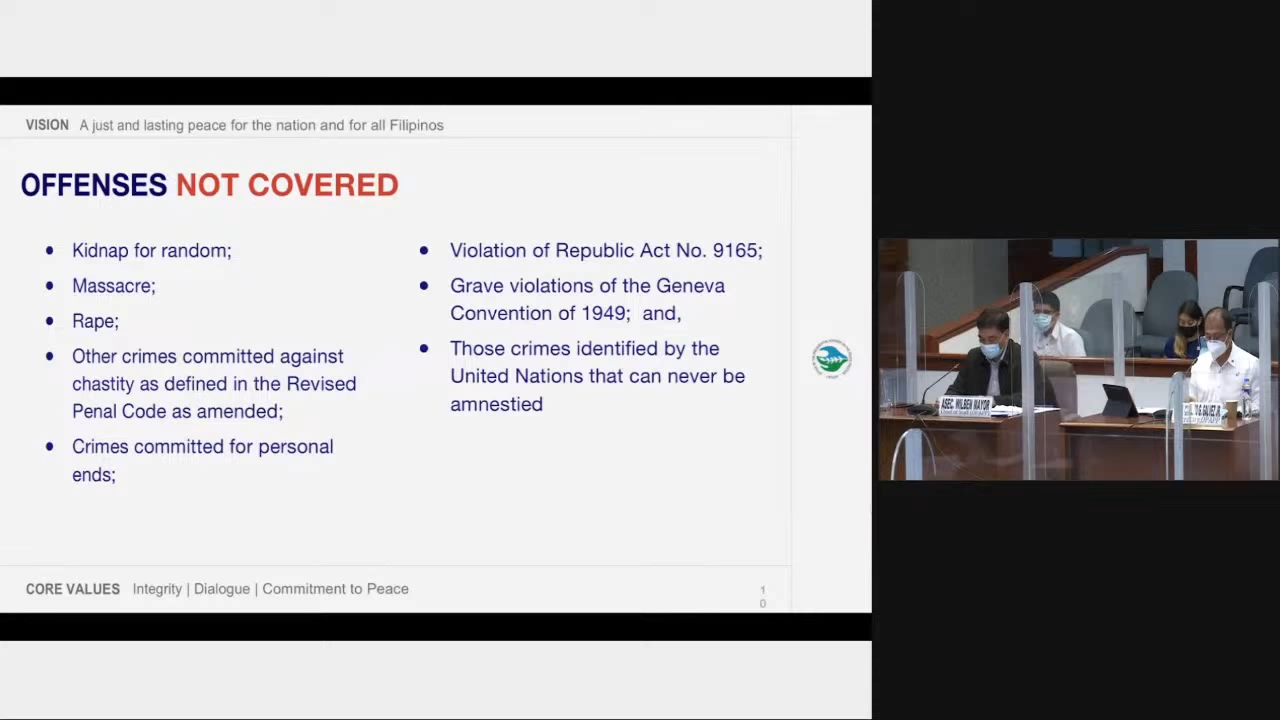 VISION A just and lasting peace for the nation and for all Filipinos
OFFENSES NOT COVERED
• Kidnap for random;
• Massacre;
• Rape;
• Other crimes committed against
chastity as defined in the Revised
Penal Code as amended;
• Crimes committed for personal
ends;
• Violation of Republic Act No. 9165;
• Grave violations of the Geneva
Convention of 1949; and,
• Those crimes identified by the
United Nations that can never be
amnestied
CORE VALUES Integrity | Dialogue | Commitment to Peace
1
0
ASEC. WILBEN MAYOR
G. GALVEZ JR.